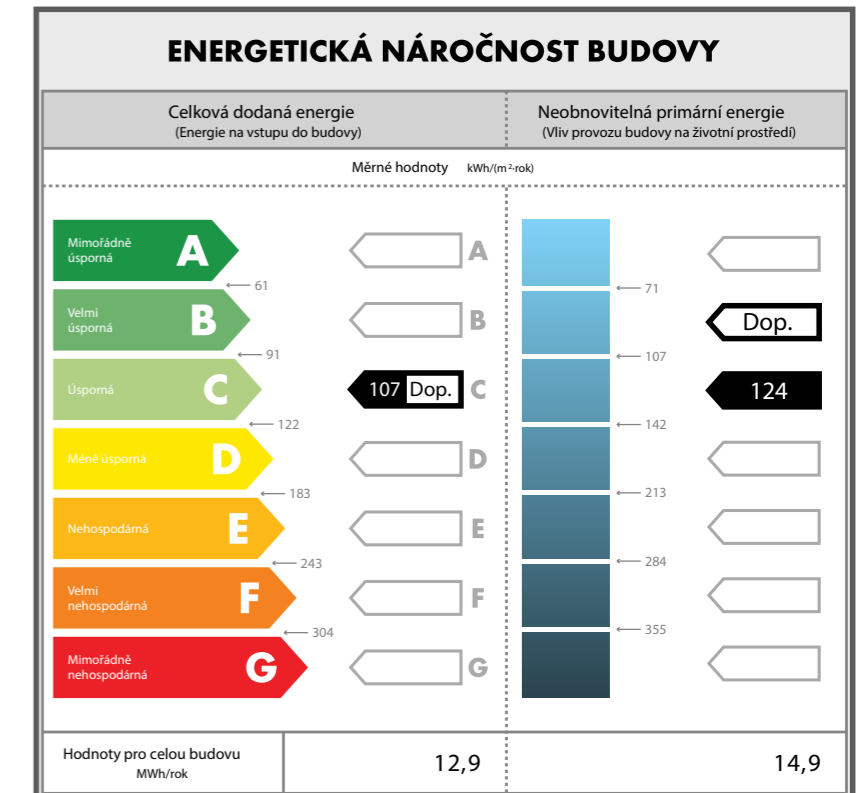 ENERGETICKÁ NÁROČNOST BUDOVY
Celková dodaná energie
(Energie na vstupu do budovy)
Neobnovitelná primární energie
(Vliv provozu budovy na životní prostředí)
Měrné hodnoty kWh/(m²·rok)
Mimořádně
úsporná
A
A
61
71
Velmi
úsporná
B
B
Dop.
91
107
Úsporná
C
107 Dop.
C
124
122
142
Méně úsporná
D
D
183
213
Nehospodárná
E
E
243
284
Velmi
nehospodárná
F
F
304
355
Mimořádně
nehospodárná
G
G
Hodnoty pro celou budovu
MWh/rok
12,9
14,9